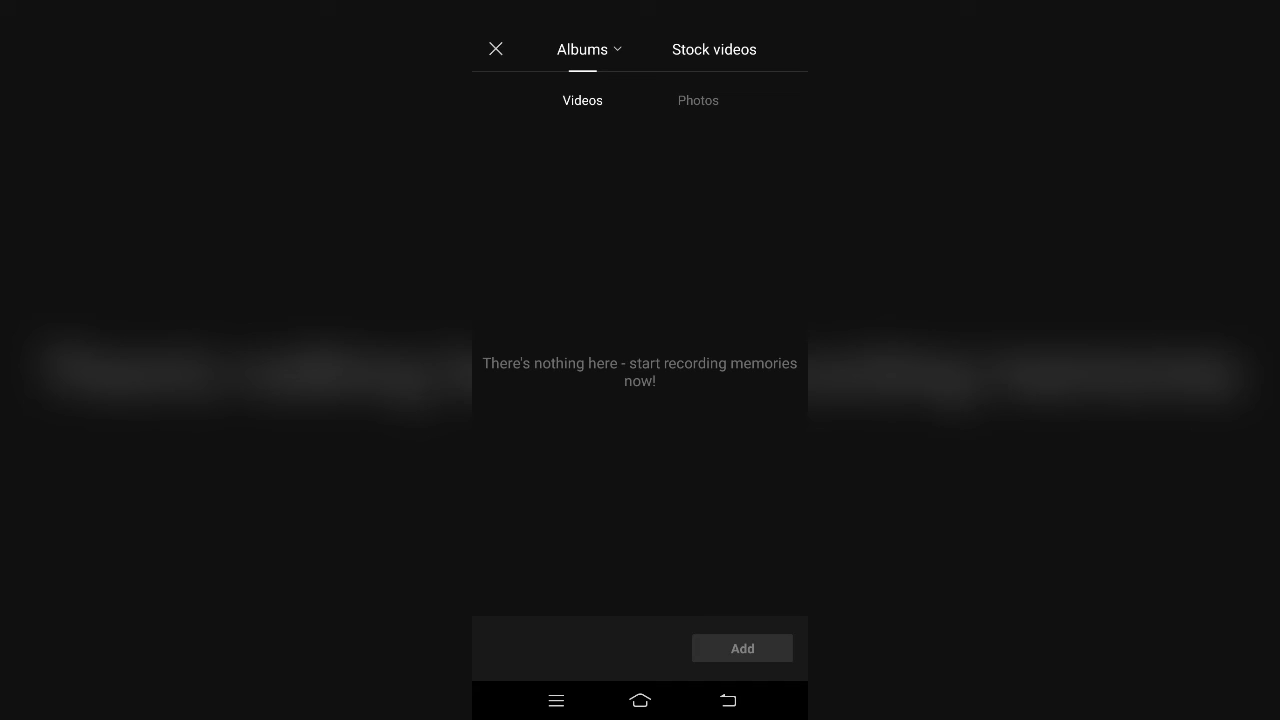 Albums Stock videos
Videos Photos
There's nothing here - start recording memories
now!
Add